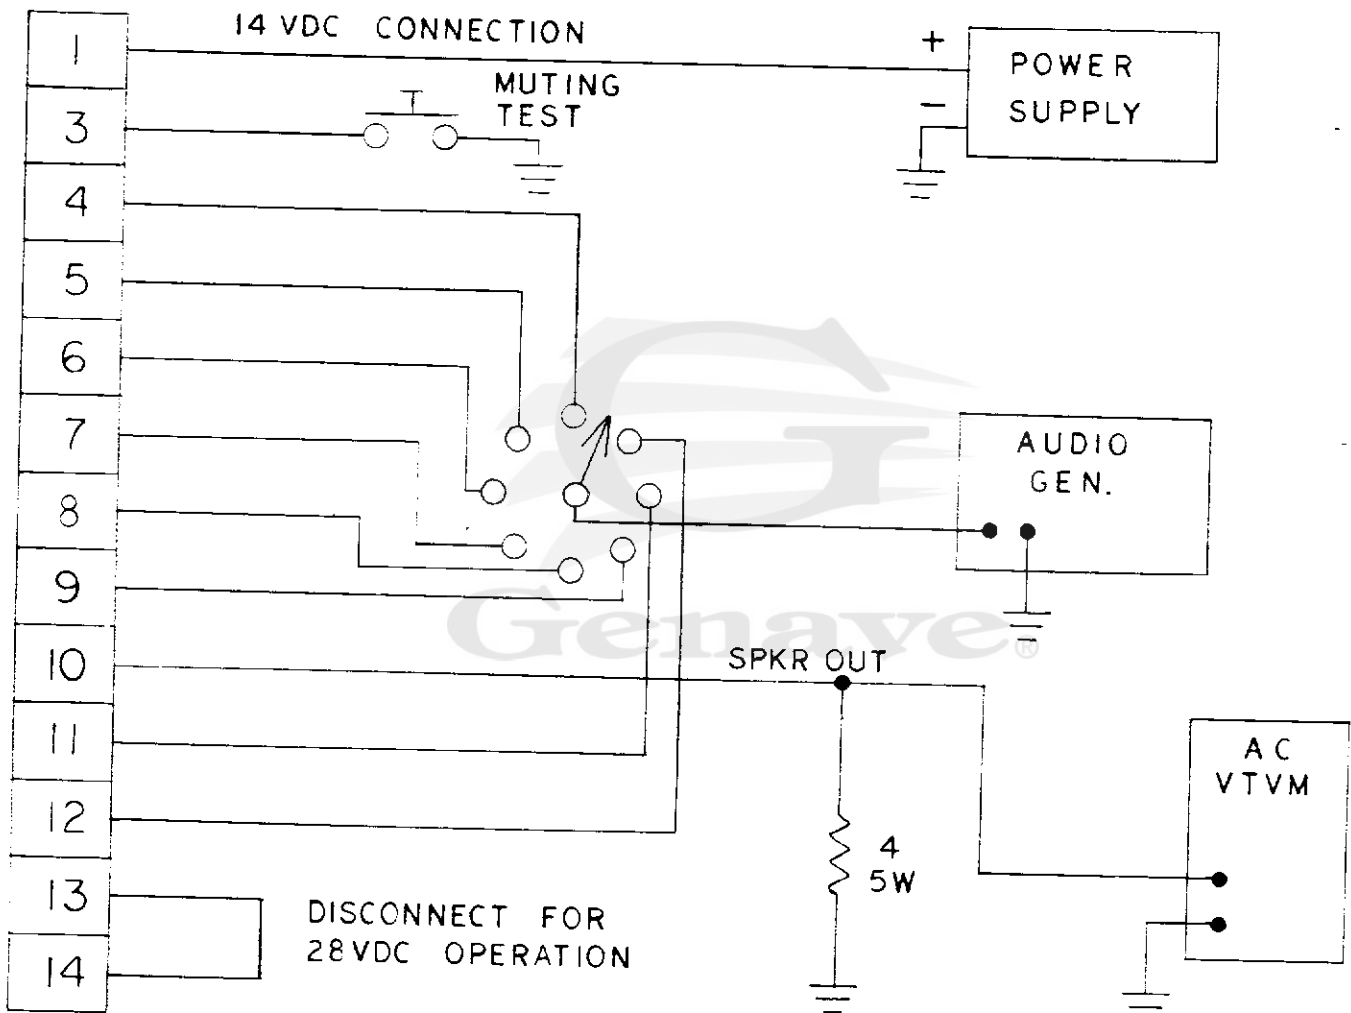 14 VDC CONNECTION
1
+
POWER
SUPPLY
−
MUTING
TEST
3
4
5
6
7
AUDIO
GEN.
8
9
Genave®
10
SPKR OUT
11
AC
VTVM
12
4
5W
13
DISCONNECT FOR
28VDC OPERATION
14